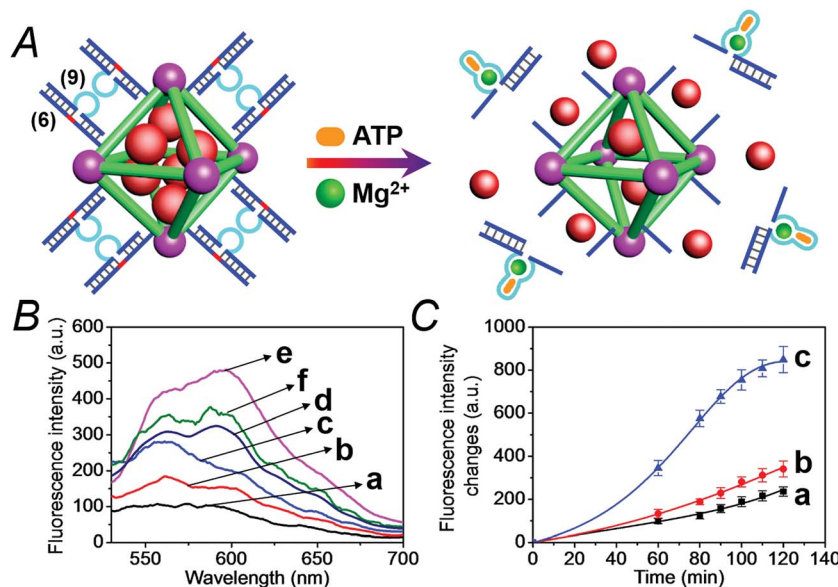 A
(9)
(6)
ATP
Mg²⁺
B
Fluorescence intensity (a.u.)
600
500
400
300
200
100
0
550
600
650
700
Wavelength (nm)
e
f
d
c
b
a
C
Fluorescence intensity
changes (a.u.)
1000
800
600
400
200
0
0
20
40
60
80
100
120
140
Time (min)
c
b
a